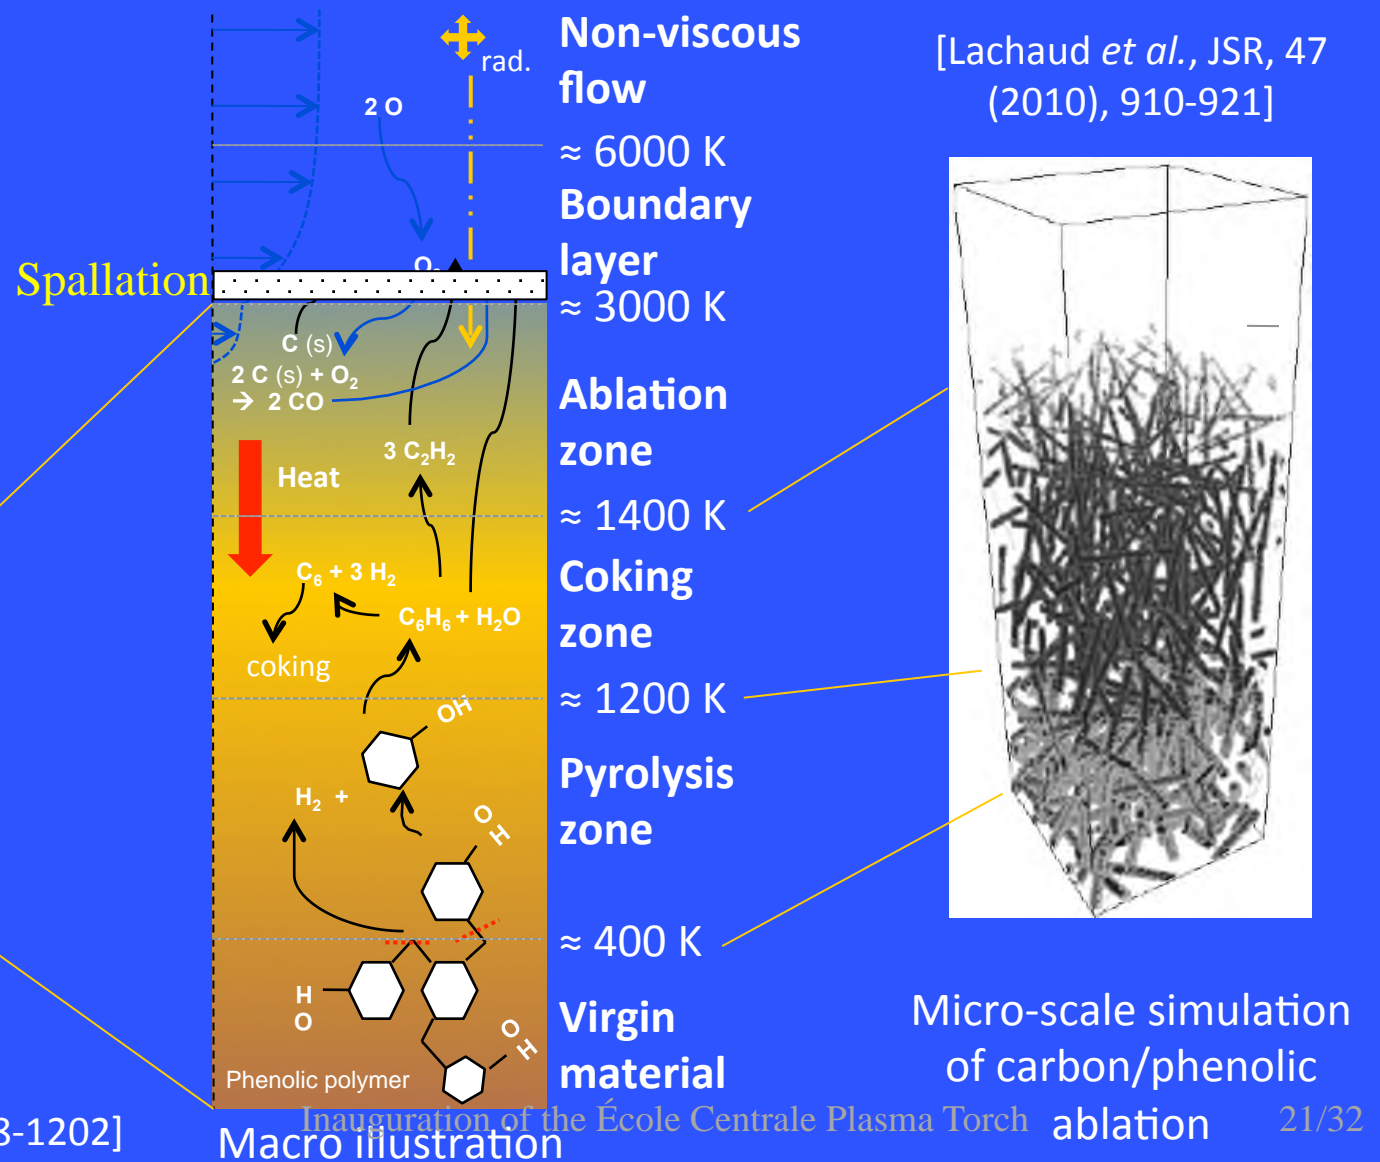 Non-viscous
flow
≈ 6000 K
Boundary
layer
≈ 3000 K
Ablation
zone
≈ 1400 K
Coking
zone
≈ 1200 K
Pyrolysis
zone
≈ 400 K
Virgin
material
rad.
2 O
Spallation
C (s)
2 C (s) + O₂
→ 2 CO
3 C₂H₂
Heat
C₆ + 3 H₂
C₆H₆ + H₂O
coking
OH
H₂ +
OH
H
O
OH
Phenolic polymer
[Lachaud et al., JSR, 47
(2010), 910-921]
Micro-scale simulation
of carbon/phenolic
ablation
8-1202]
Macro illustration
Inauguration of the École Centrale Plasma Torch
21/32